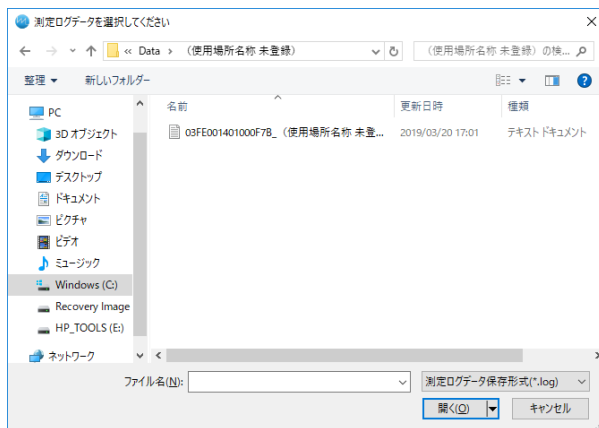 測定ログデータを選択してください
« Data › （使用場所名称 未登録）
（使用場所名称 未登録）の検...
整理 新しいフォルダー
名前 更新日時 種類
03FE001401000F7B_（使用場所名称 未登... 2019/03/20 17:01 テキスト ドキュメント
PC
3D オブジェクト
ダウンロード
デスクトップ
ドキュメント
ピクチャ
ビデオ
ミュージック
Windows (C:)
Recovery Image
HP_TOOLS (E:)
ネットワーク
ファイル名(N):
測定ログデータ保存形式(*.log)
開く(O) キャンセル